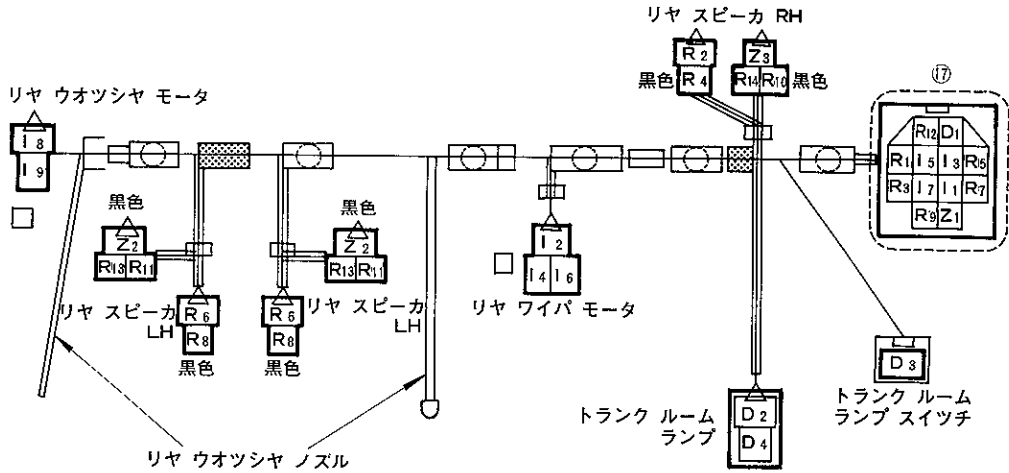 リヤ スピーカ RH
R2
R4
黒色
Z3
R14 R10
黒色
⑰
R12 D1
R1 I5 I3 R5
R3 I7 I1 R7
R9 Z1
リヤ ウオツシヤ モータ
I8
I9
黒色
Z2
R13 R11
リヤ スピーカ
LH
R6
R8
黒色
黒色
Z2
R13 R11
リヤ スピーカ
LH
R6
R8
黒色
I2
I4 I6
リヤ ワイパ モータ
D3
トランク ルーム
ランプ スイツチ
トランク ルーム
ランプ
D2
D4
リヤ ウオツシヤ ノズル